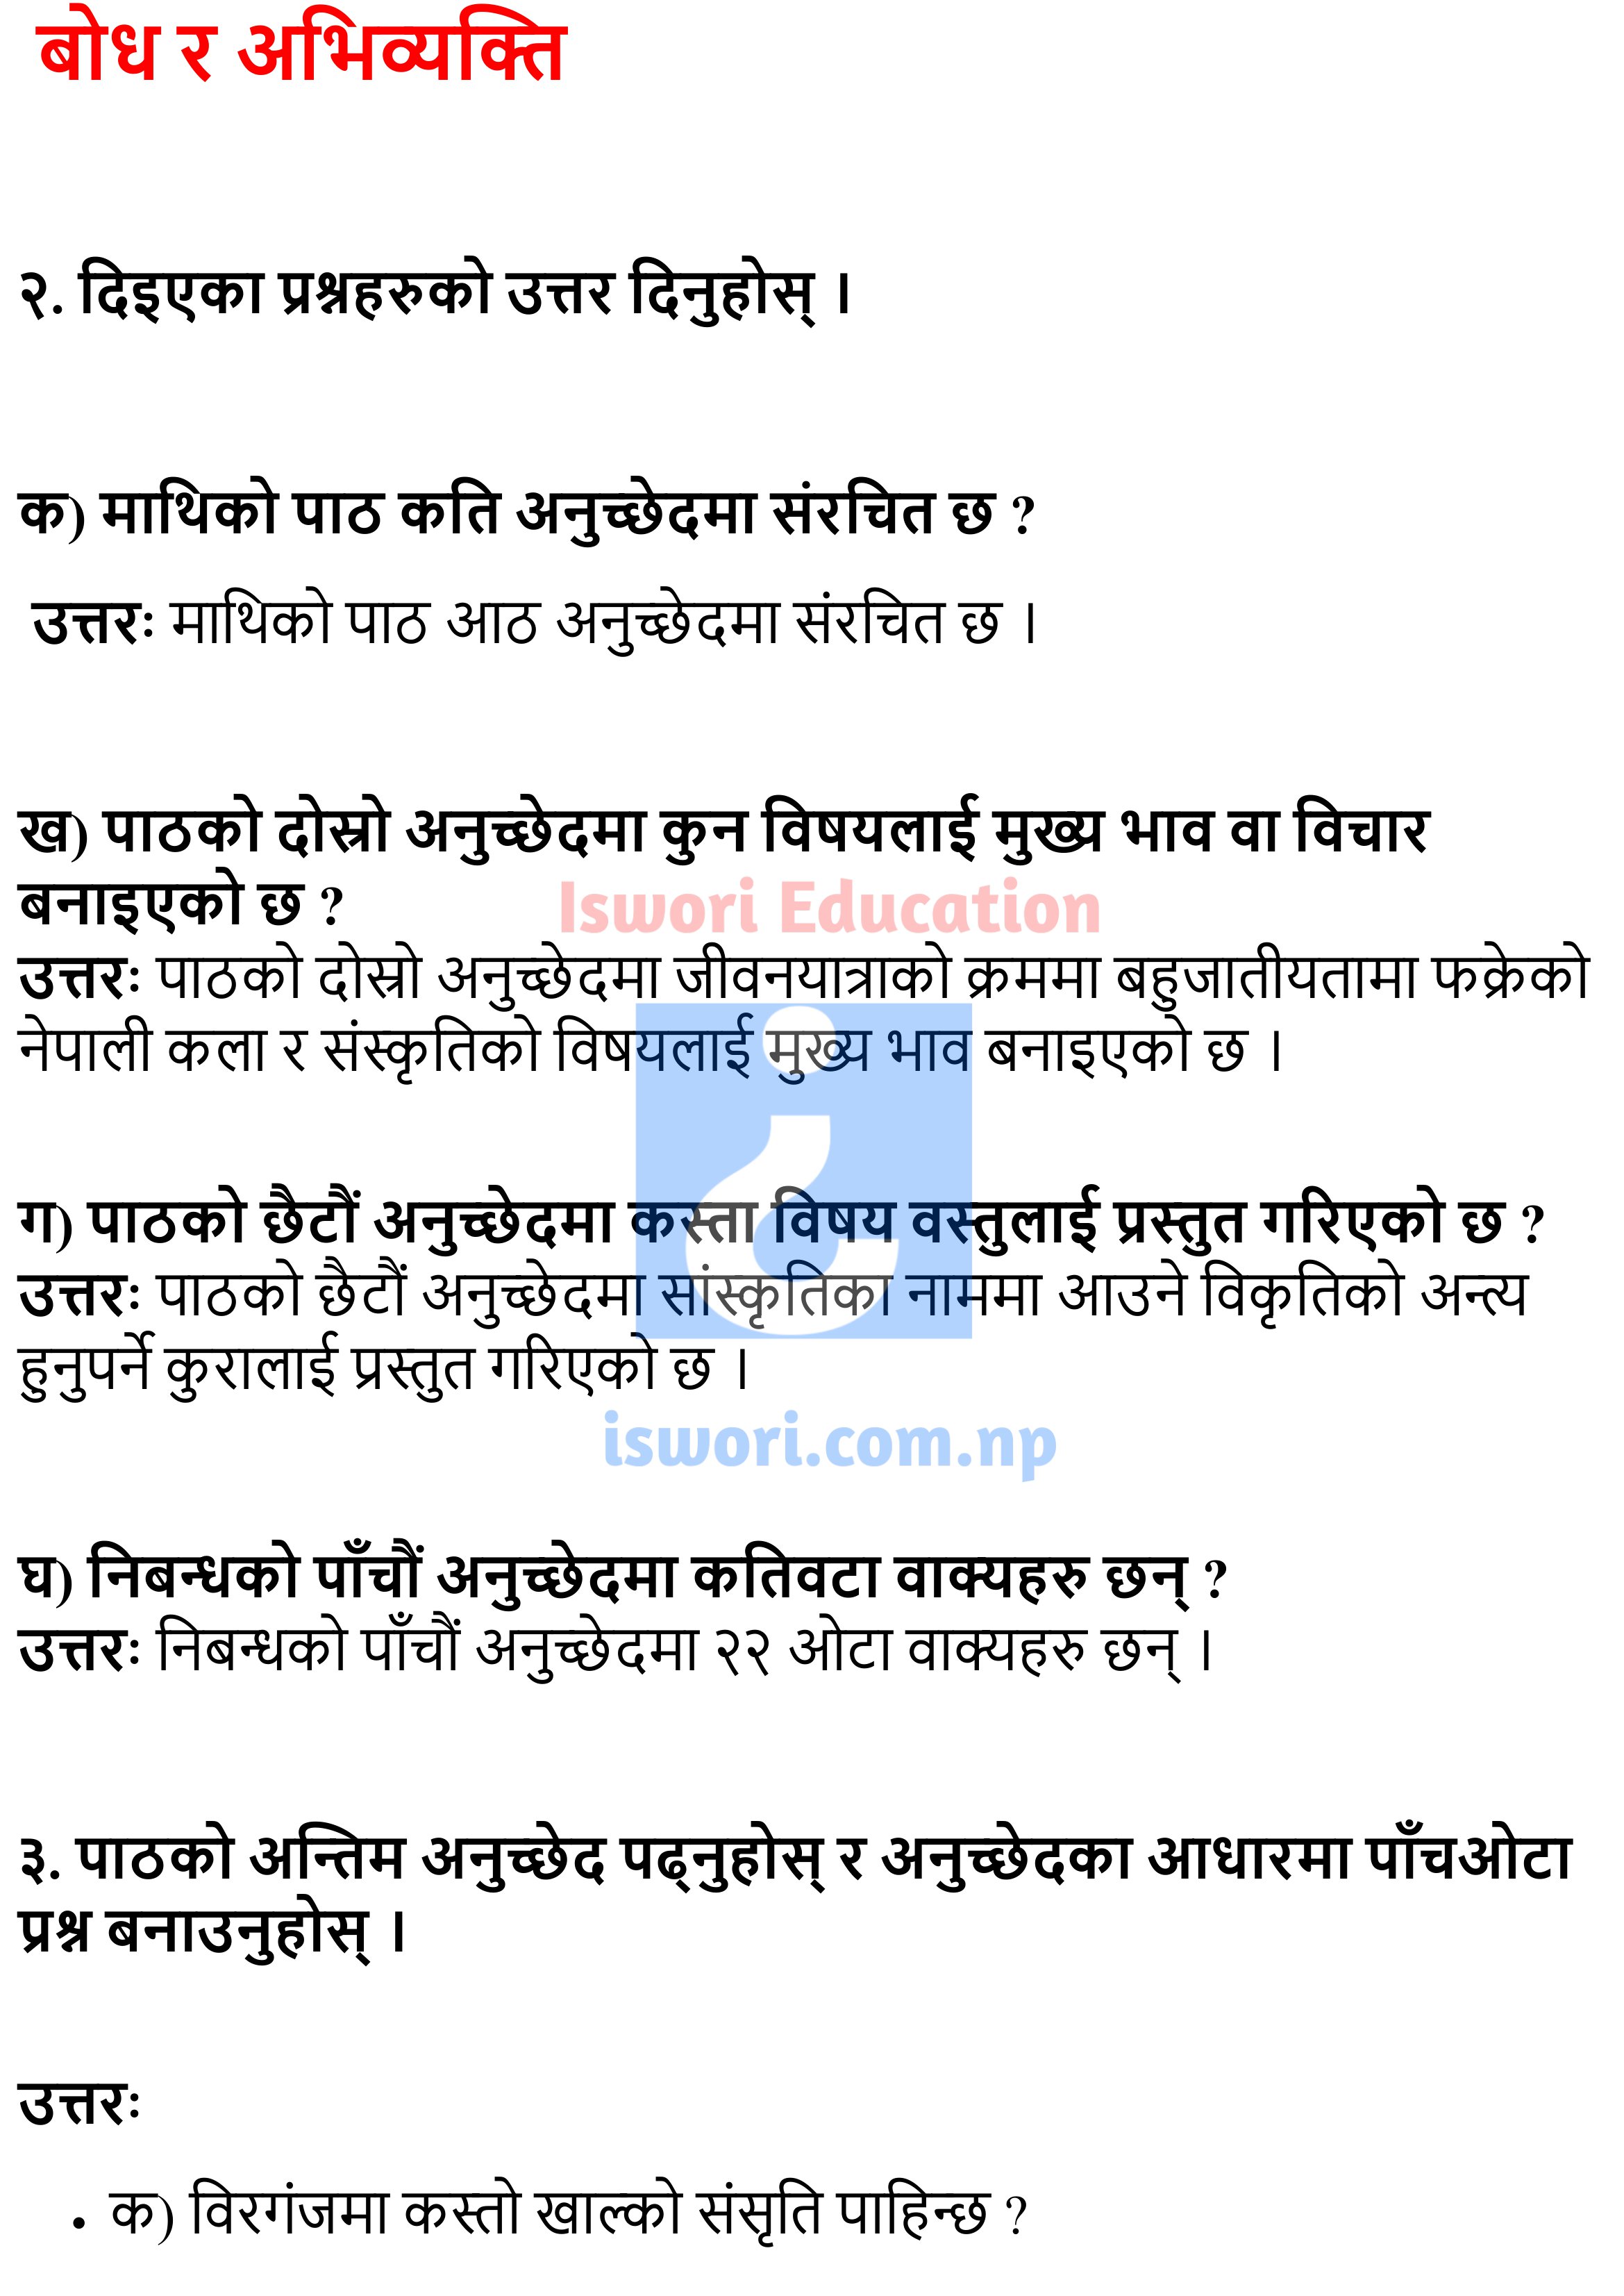 बोध र अभिव्यक्ति
२. दिइएका प्रश्नहरुको उत्तर दिनुहोस् ।
क) माथिको पाठ कति अनुच्छेदमा संरचित छ ?
उत्तरः माथिको पाठ आठ अनुच्छेदमा संरचित छ ।
ख) पाठको दोस्रो अनुच्छेदमा कुन विषयलाई मुख्य भाव वा विचार
बनाइएको छ ?
Iswori Education
उत्तरः पाठको दोस्रो अनुच्छेदमा जीवनयात्राको क्रममा बहुजातीयतामा फक्रेको
नेपाली कला र संस्कृतिको विषयलाई मुख्य भाव बनाइएको छ ।
ग) पाठको छैटौं अनुच्छेदमा कस्ता विषय वस्तुलाई प्रस्तुत गरिएको छ ?
उत्तरः पाठको छैटौं अनुच्छेदमा सांस्कृतिका नाममा आउने विकृतिको अन्त्य
हुनुपर्ने कुरालाई प्रस्तुत गरिएको छ ।
iswori.com.np
घ) निबन्धको पाँचौं अनुच्छेदमा कतिवटा वाक्यहरु छन् ?
उत्तरः निबन्धको पाँचौं अनुच्छेदमा २२ ओटा वाक्यहरु छन् ।
३. पाठको अन्तिम अनुच्छेद पढ्नुहोस् र अनुच्छेदका आधारमा पाँचओटा
प्रश्न बनाउनुहोस् ।
उत्तरः
• क) विरगंजमा कस्तो खाल्को संसृति पाहिन्छ ?